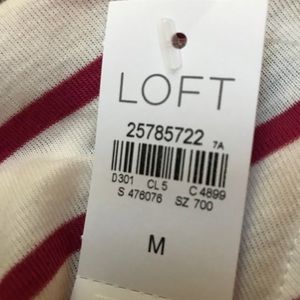 LOFT
25785722 7A
D301 CL 5 C 4899
S 476076 SZ 700
M